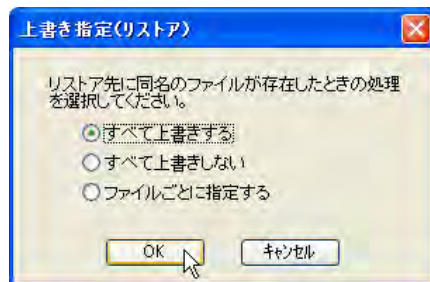 上書き指定(リストア)
リストア先に同名のファイルが存在したときの処理
を選択してください。
すべて上書きする
すべて上書きしない
ファイルごとに指定する
OK
キャンセル